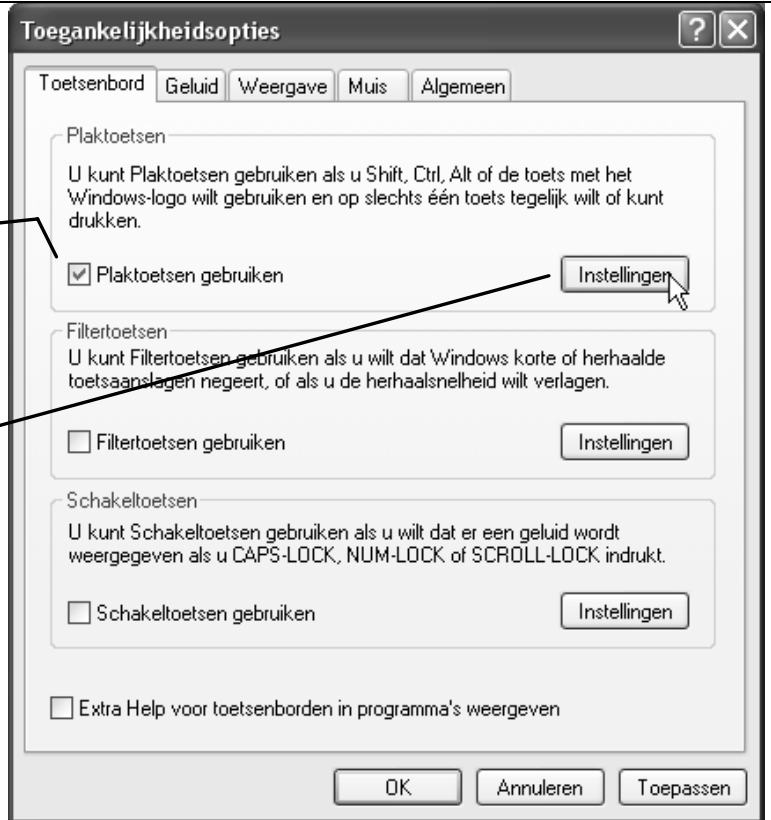 Toegankelijkheidsopties
Toetsenbord Geluid Weergave Muis Algemeen
Plaktoetsen
U kunt Plaktoetsen gebruiken als u Shift, Ctrl, Alt of de toets met het
Windows-logo wilt gebruiken en op slechts één toets tegelijk wilt of kunt
drukken.
Plaktoetsen gebruiken Instellingen
Filtertoetsen
U kunt Filtertoetsen gebruiken als u wilt dat Windows korte of herhaalde
toetsaanslagen negeert, of als u de herhaalsnelheid wilt verlagen.
Filtertoetsen gebruiken Instellingen
Schakeltoetsen
U kunt Schakeltoetsen gebruiken als u wilt dat er een geluid wordt
weergegeven als u CAPS-LOCK, NUM-LOCK of SCROLL-LOCK indrukt.
Schakeltoetsen gebruiken Instellingen
Extra Help voor toetsenborden in programma's weergeven
OK Annuleren Toepassen